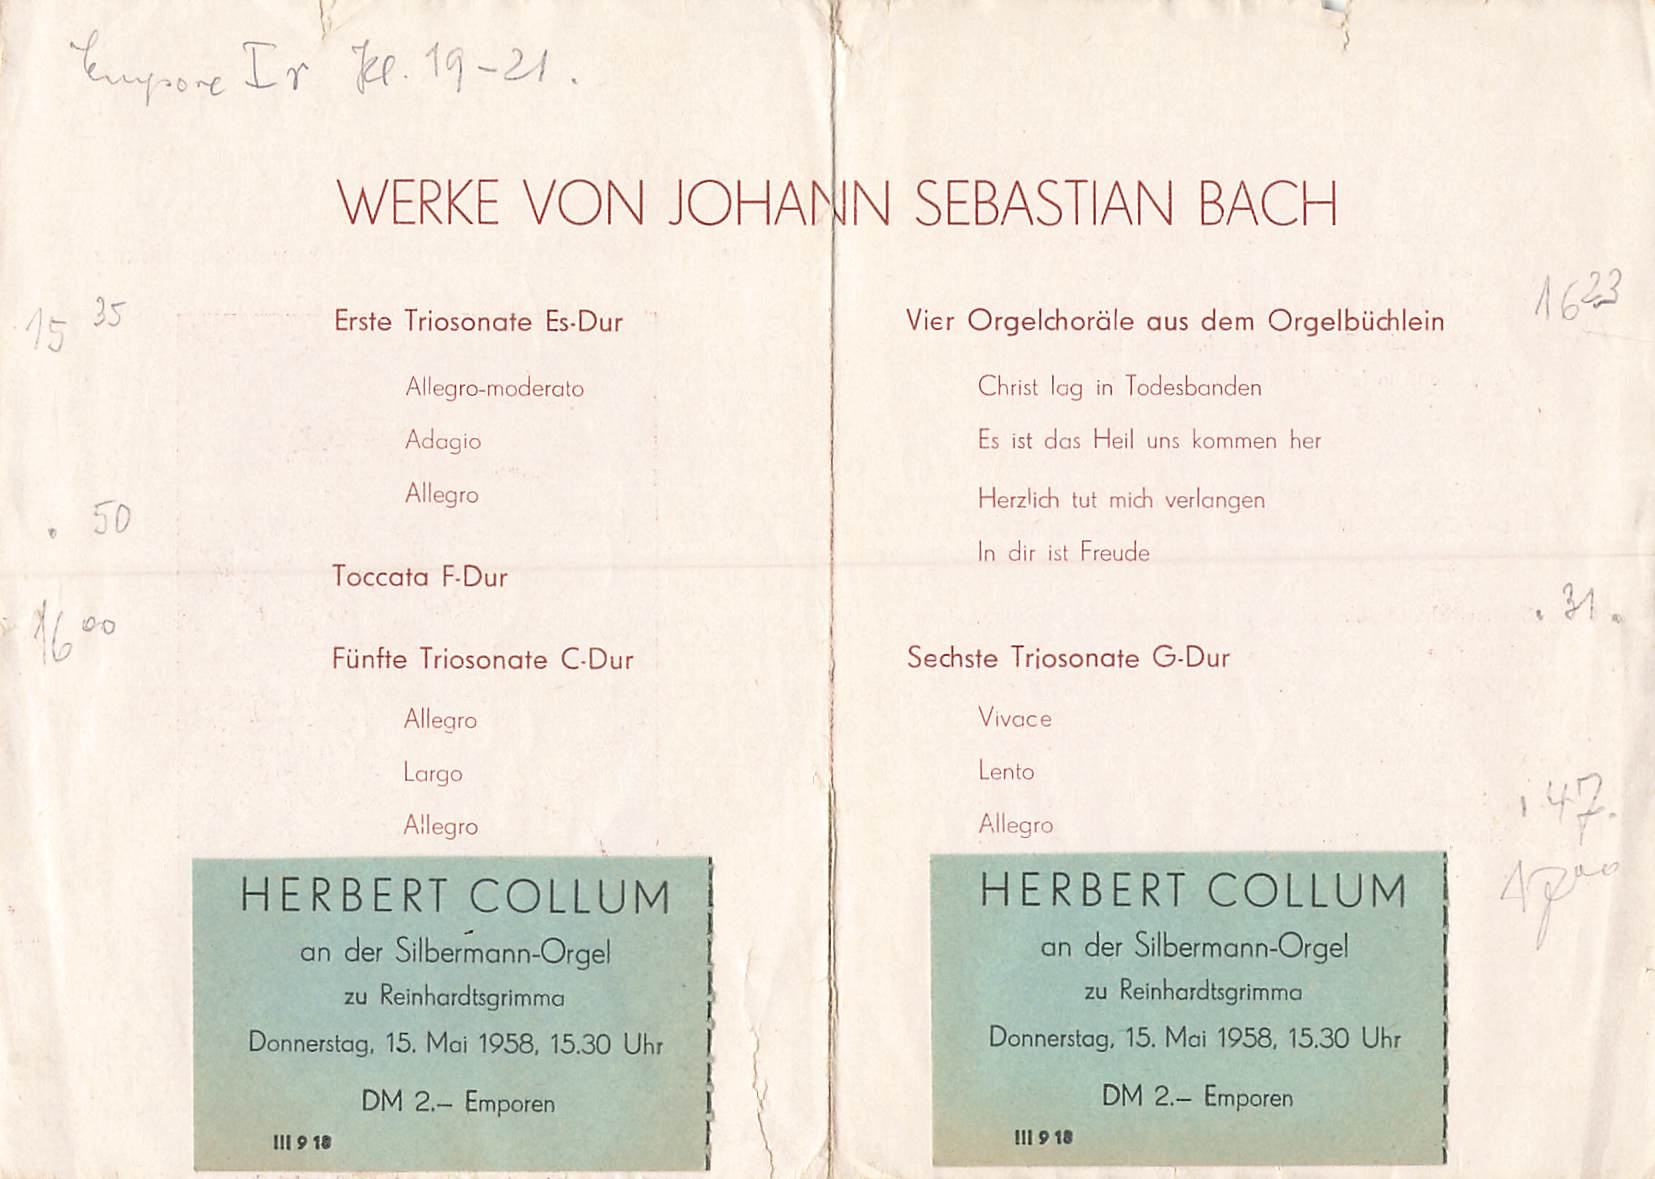 Empore I r Kl. 19-21.
WERKE VON JOHANN SEBASTIAN BACH
15 35
Erste Triosonate Es-Dur
Allegro-moderato
Adagio
Allegro
. 50
Toccata F-Dur
16 00
Fünfte Triosonate C-Dur
Allegro
Largo
Allegro
Vier Orgelchoräle aus dem Orgelbüchlein
16 23
Christ lag in Todesbanden
Es ist das Heil uns kommen her
Herzlich tut mich verlangen
In dir ist Freude
. 31.
Sechste Triosonate G-Dur
Vivace
Lento
Allegro
. 47.
17 00
HERBERT COLLUM
an der Silbermann-Orgel
zu Reinhardtsgrimma
Donnerstag, 15. Mai 1958, 15.30 Uhr
DM 2.– Emporen
III 9 18
HERBERT COLLUM
an der Silbermann-Orgel
zu Reinhardtsgrimma
Donnerstag, 15. Mai 1958, 15.30 Uhr
DM 2.– Emporen
III 9 18